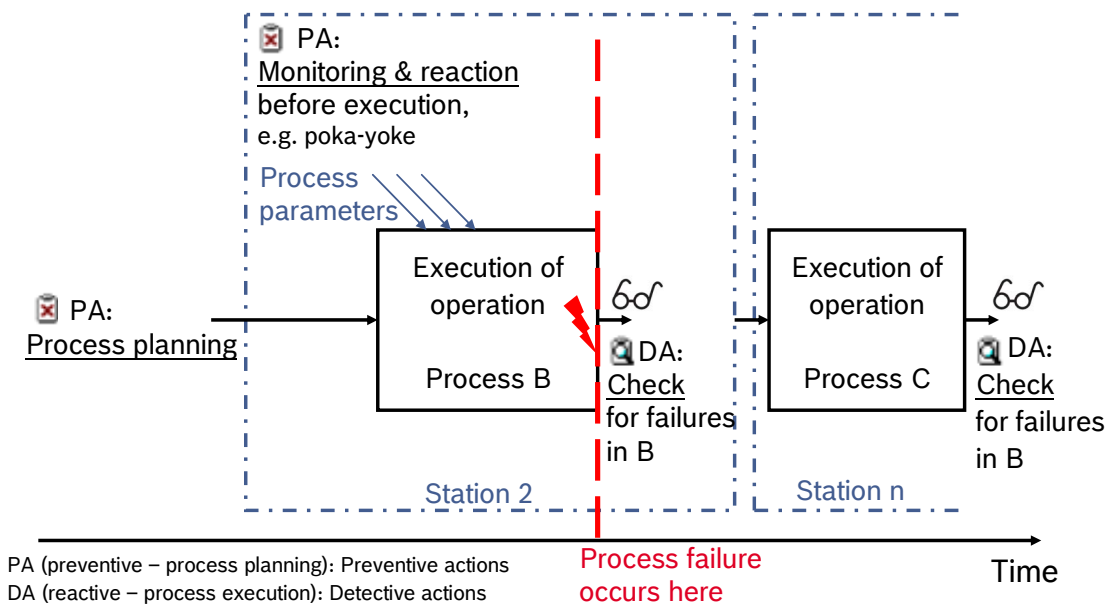 PA:
Monitoring & reaction
before execution,
e.g. poka-yoke
Process
parameters
PA:
Process planning
Execution of
operation
Process B
DA:
Check
for failures
in B
Station 2
Execution of
operation
Process C
DA:
Check
for failures
in B
Station n
PA (preventive – process planning): Preventive actions
DA (reactive – process execution): Detective actions
Process failure
occurs here
Time